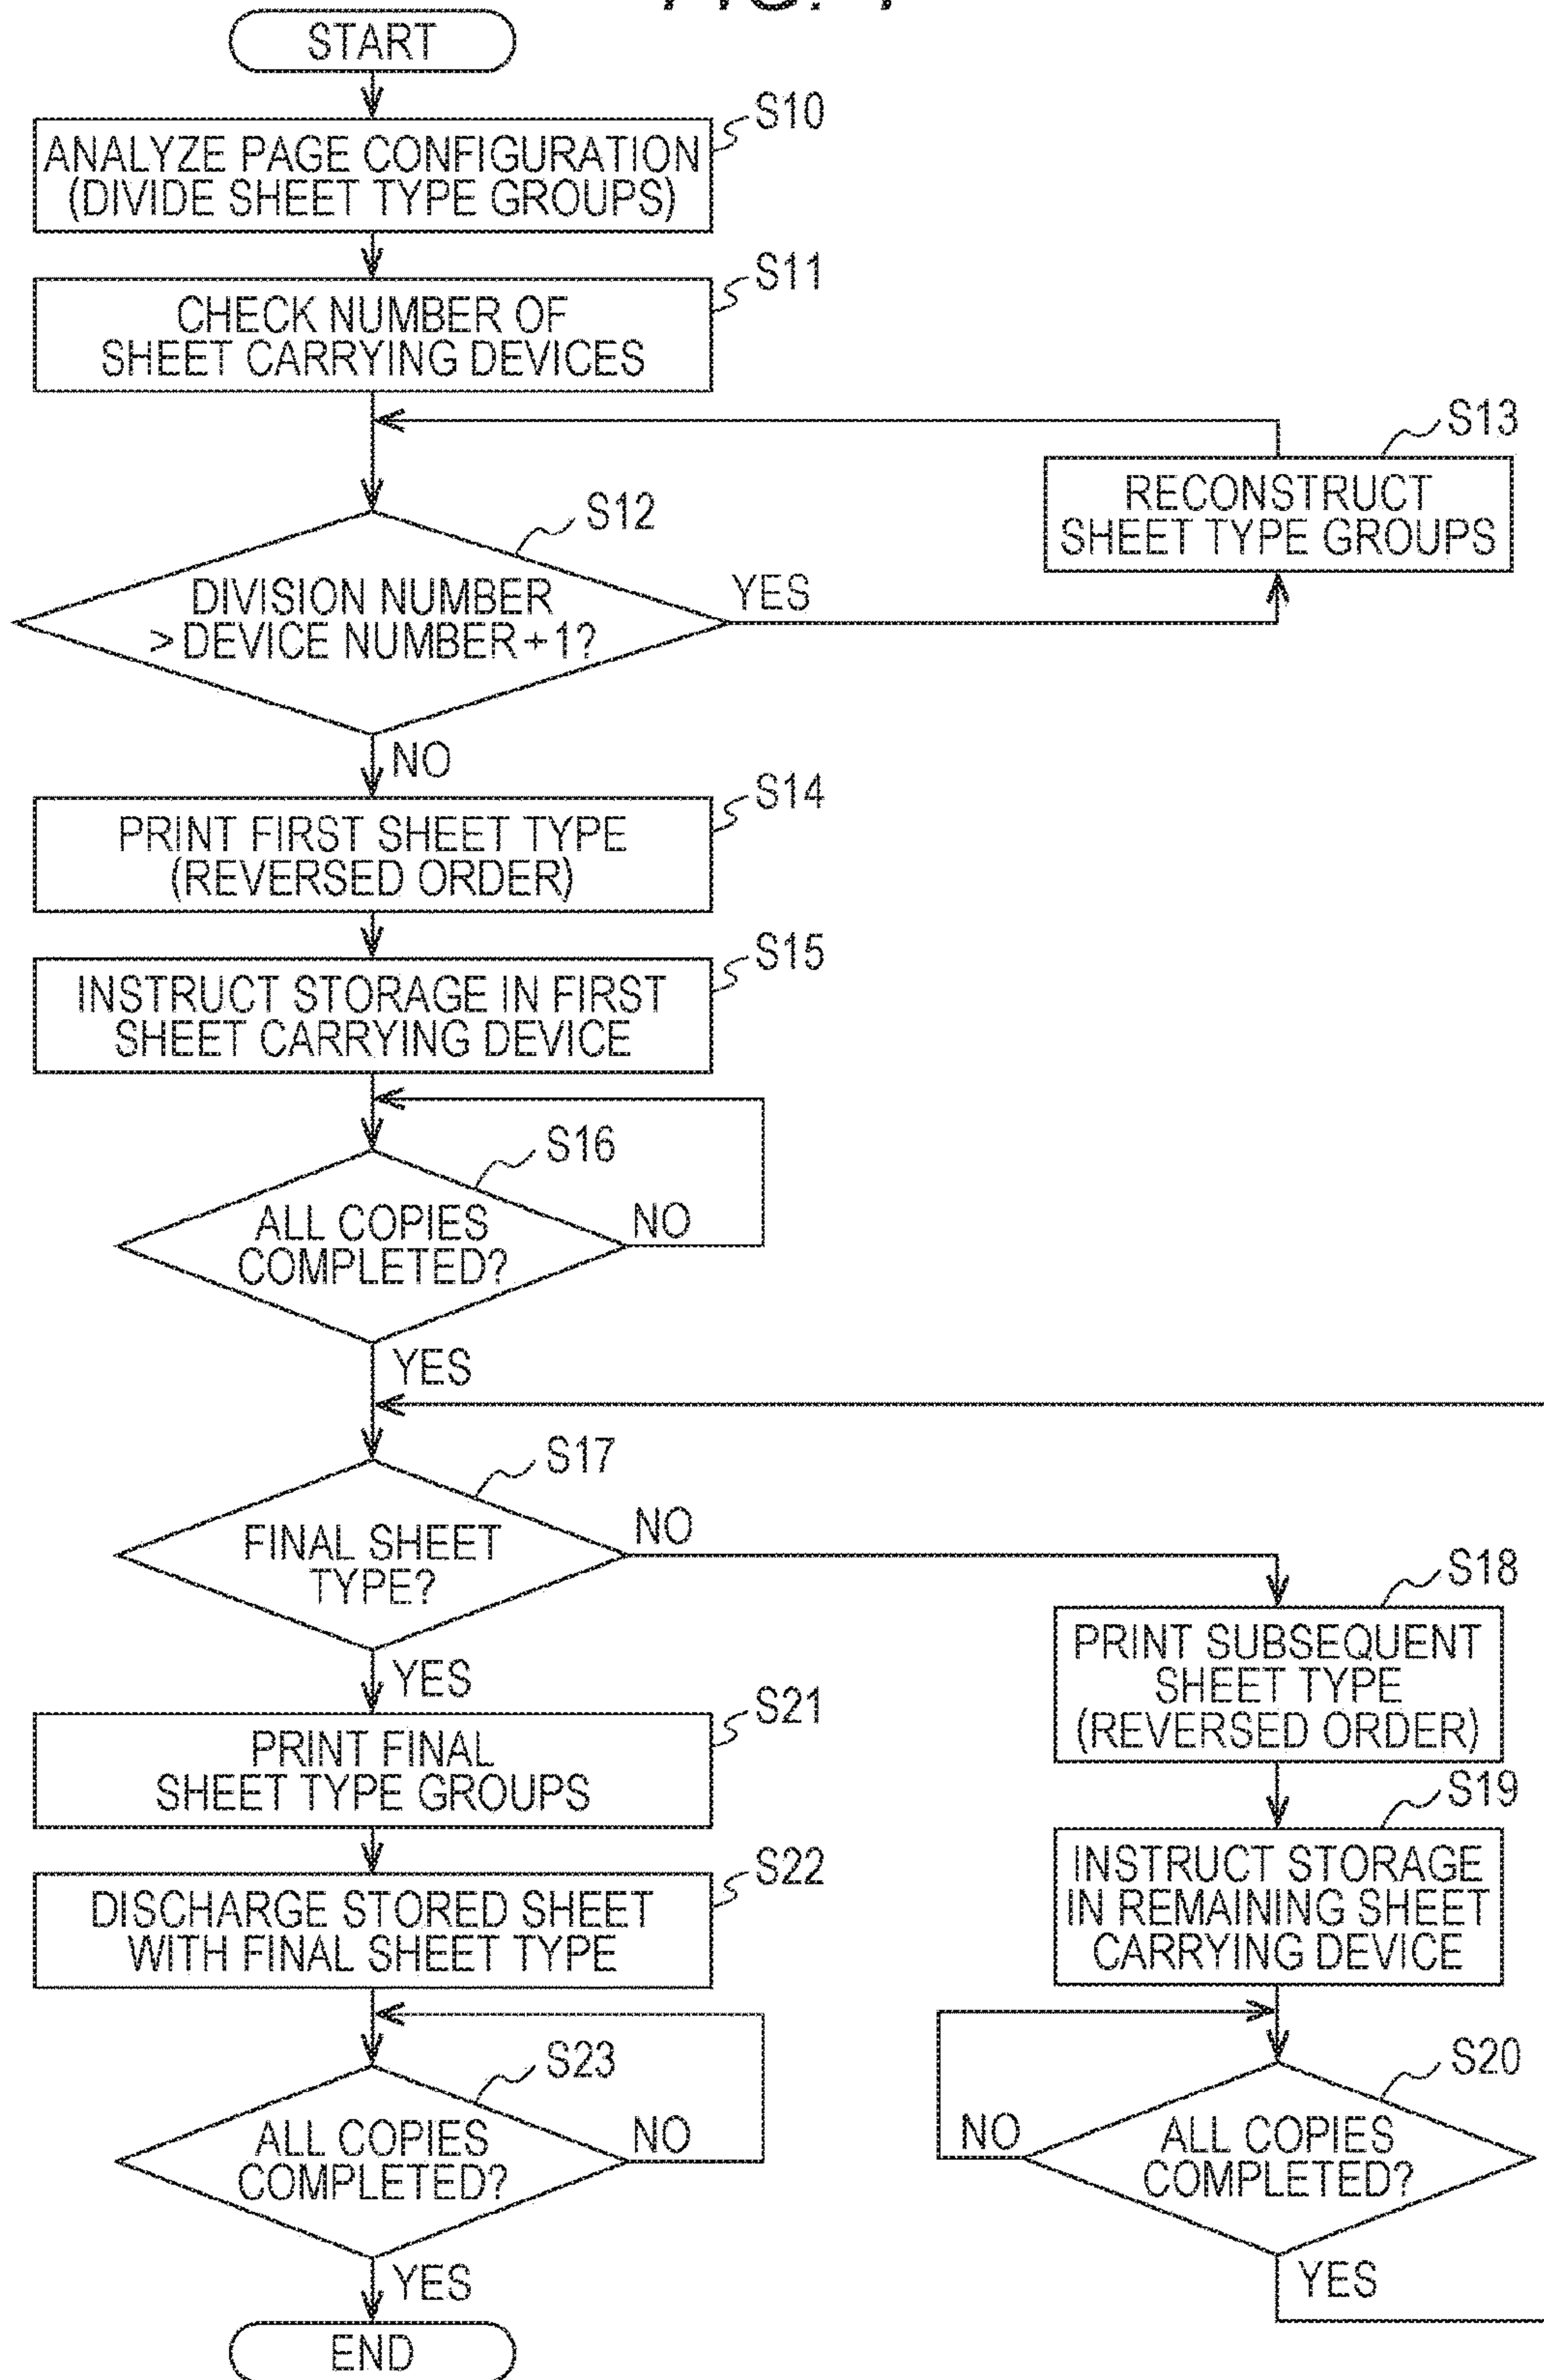 START
S10
ANALYZE PAGE CONFIGURATION
(DIVIDE SHEET TYPE GROUPS)
S11
CHECK NUMBER OF
SHEET CARRYING DEVICES
S13
RECONSTRUCT
SHEET TYPE GROUPS
S12
DIVISION NUMBER
> DEVICE NUMBER + 1?
YES
NO
S14
PRINT FIRST SHEET TYPE
(REVERSED ORDER)
S15
INSTRUCT STORAGE IN FIRST
SHEET CARRYING DEVICE
S16
ALL COPIES
COMPLETED?
NO
YES
S17
FINAL SHEET
TYPE?
NO
YES
S18
PRINT SUBSEQUENT
SHEET TYPE
(REVERSED ORDER)
S19
INSTRUCT STORAGE
IN REMAINING SHEET
CARRYING DEVICE
S20
ALL COPIES
COMPLETED?
NO
YES
S21
PRINT FINAL
SHEET TYPE GROUPS
S22
DISCHARGE STORED SHEET
WITH FINAL SHEET TYPE
S23
ALL COPIES
COMPLETED?
NO
YES
END